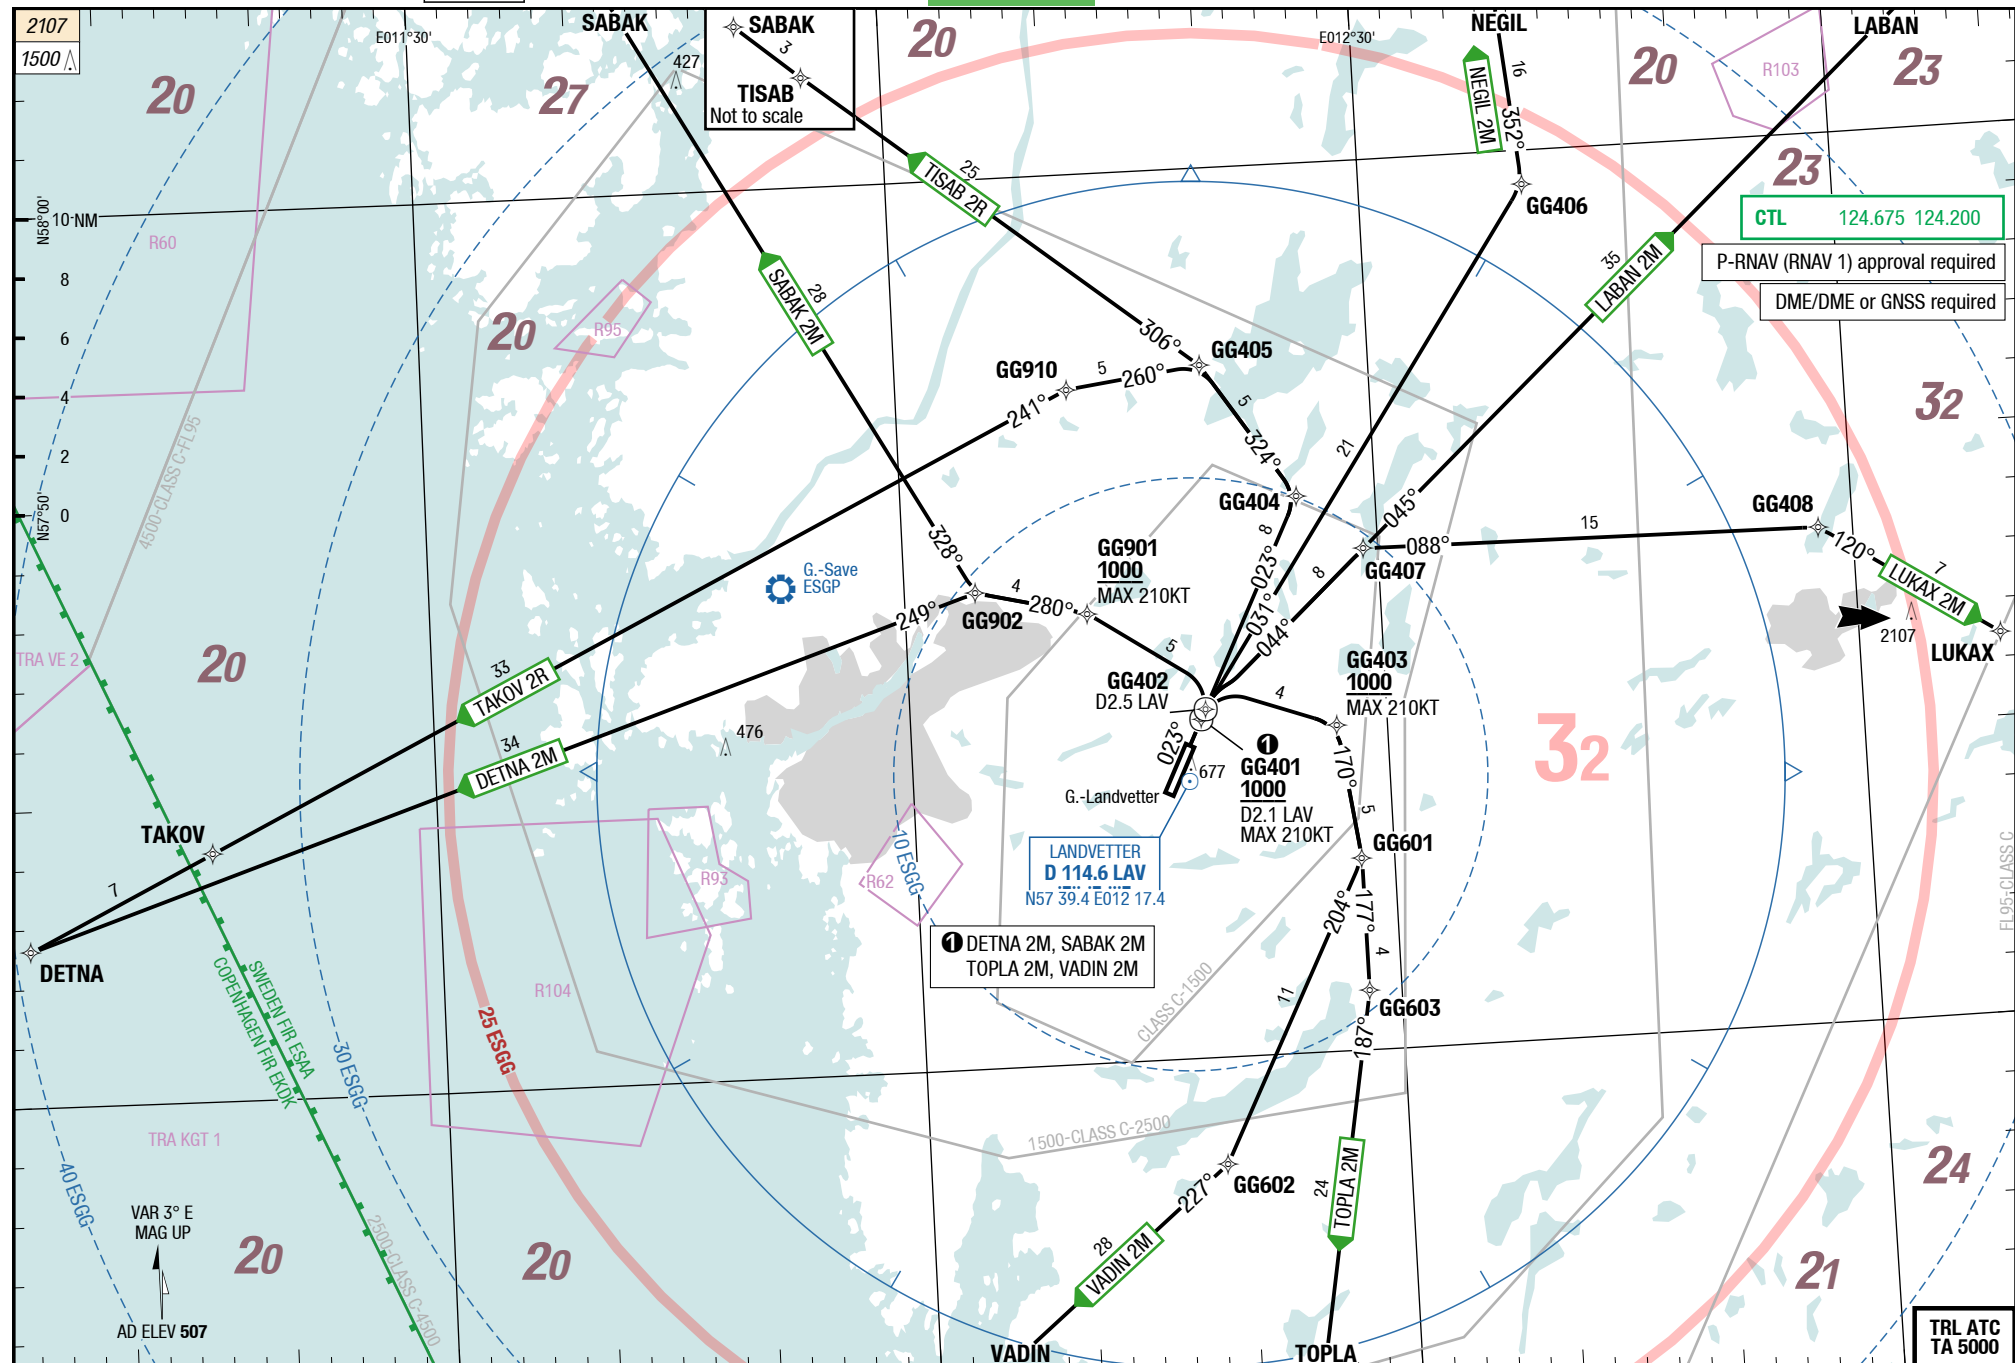 2107
1500
SABAK
E011°30'
427
SABAK
3
TISAB
Not to scale
20
E012°30'
NEGIL
LABAN
20
27
20
R103
23
16
NEGIL 2M
352°
23
25
TISAB 2R
GG406
N58°00'
10 NM
R60
CTL 124.675 124.200
P-RNAV (RNAV 1) approval required
DME/DME or GNSS required
35
LABAN 2M
8
28
SABAK 2M
20
R95
6
306°
GG405
GG910
5
260°
4
241°
5
32
4500-CLASS C-FL95
324°
21
2
GG404
045°
GG408
15
N57°50'
0
328°
8
088°
120°
GG901
1000
MAX 210KT
GG407
G.-Save
ESGP
023°
8
7
LUKAX 2M
249°
4
280°
GG902
031°
044°
2107
LUKAX
TRA VE 2
20
33
TAKOV 2R
5
GG403
1000
MAX 210KT
GG402
D2.5 LAV
4
476
34
DETNA 2M
023°
32
1
GG401
1000
D2.1 LAV
MAX 210KT
677
G.-Landvetter
170°
5
TAKOV
GG601
LANDVETTER
D 114.6 LAV
N57 39.4 E012 17.4
10 ESGG
R93
R62
7
204°
177°
FL95-CLASS C
1 DETNA 2M, SABAK 2M
TOPLA 2M, VADIN 2M
4
DETNA
SWEDEN FIR ESAA
COPENHAGEN FIR EKDK
R104
CLASS C-1500
11
GG603
25 ESGG
30 ESGG
187°
TRA KGT 1
1500-CLASS C-2500
40 ESGG
TOPLA 2M
24
GG602
24
227°
VAR 3° E
MAG UP
2500-CLASS C-4500
20
20
28
VADIN 2M
21
AD ELEV 507
VADIN
TOPLA
TRL ATC
TA 5000